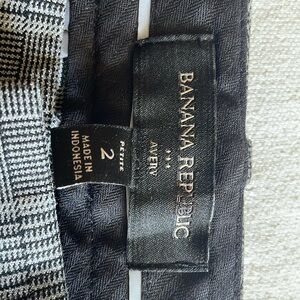 BANANA REPUBLIC
AVERY
PETITE
2
MADE IN
INDONESIA